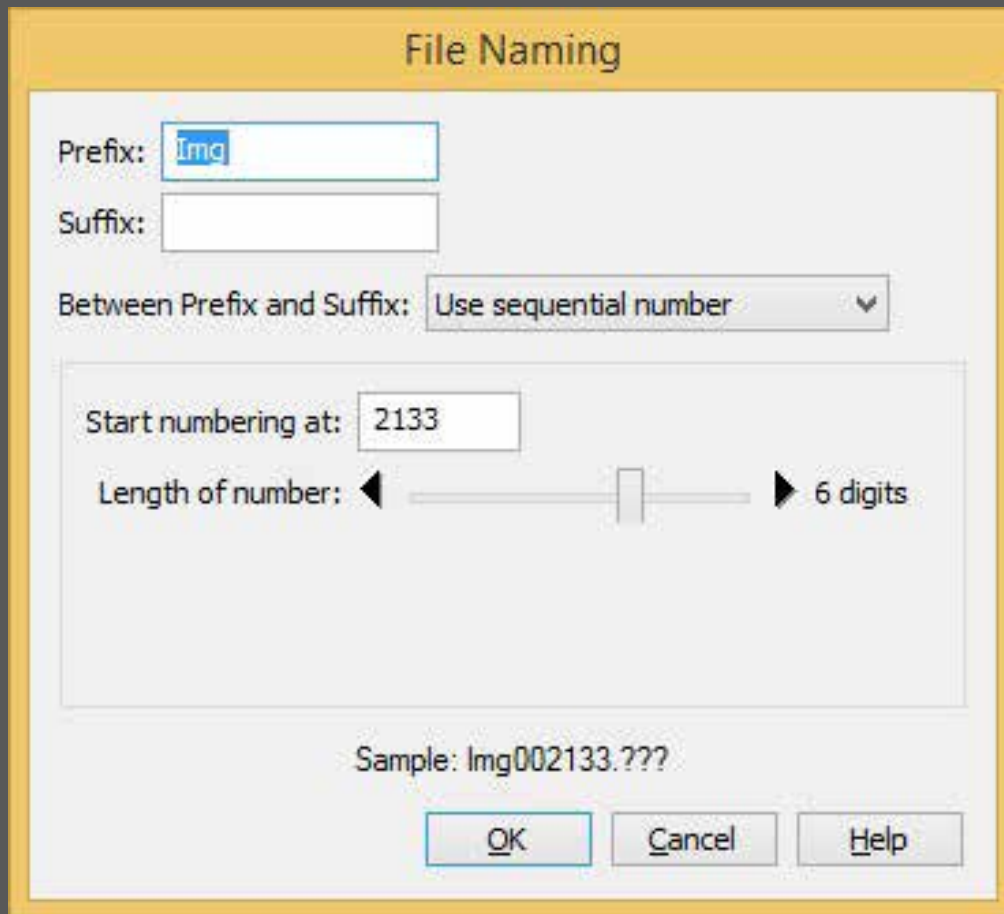 File Naming
Prefix: Img
Suffix:
Between Prefix and Suffix: Use sequential number
Start numbering at: 2133
Length of number: 6 digits
Sample: Img002133.???
OK Cancel Help